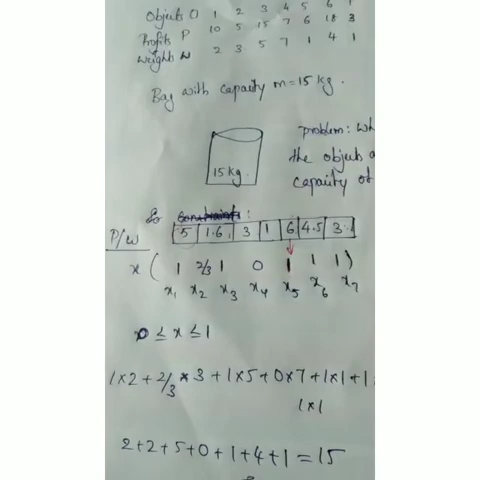 Objects O 1 2 3 4 5 6
Profits P 10 5 15 7 6 18 3
Weights W 2 3 5 7 1 4 1
Bag with capacity m=15 kg.
problem:
the objects
capacity of
15 kg
So Constraints:
P/W 5 1.6 3 1 6 4.5 3
x ( 1 2/3 1 0 1 1 1 )
x₁ x₂ x₃ x₄ x₅ x₆ x₇
0 ≤ x ≤ 1
1×2 + 2/3 × 3 + 1×5 + 0×7 + 1×1 + 1
1×1
2+2+5+0+1+4+1 = 15